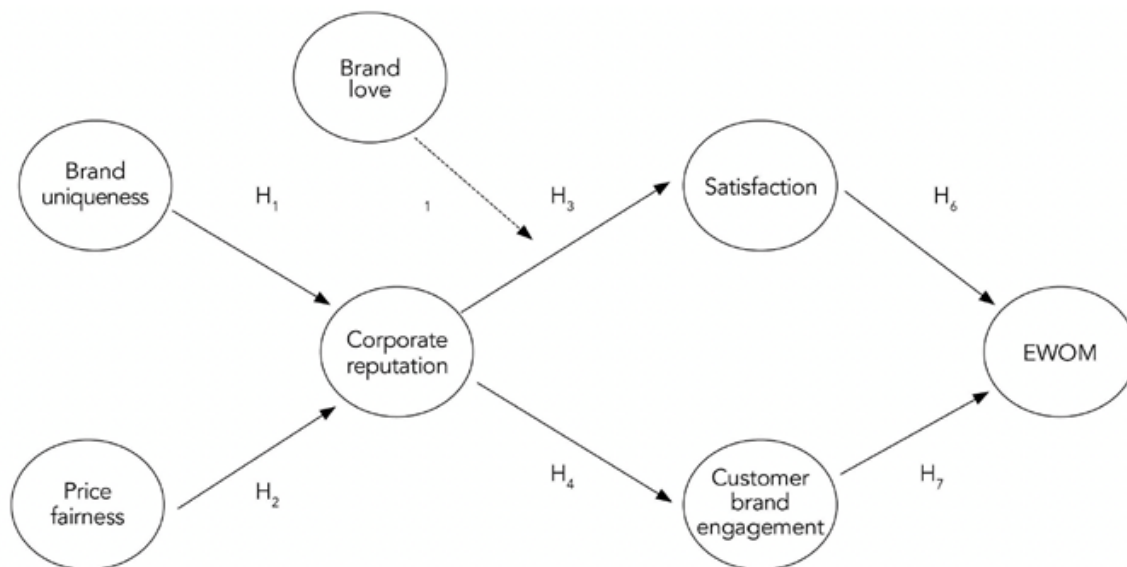 Brand
love
Brand
uniqueness
H₁
₁
H₃
Satisfaction
H₆
Corporate
reputation
EWOM
Price
fairness
H₂
H₄
Customer
brand
engagement
H₇